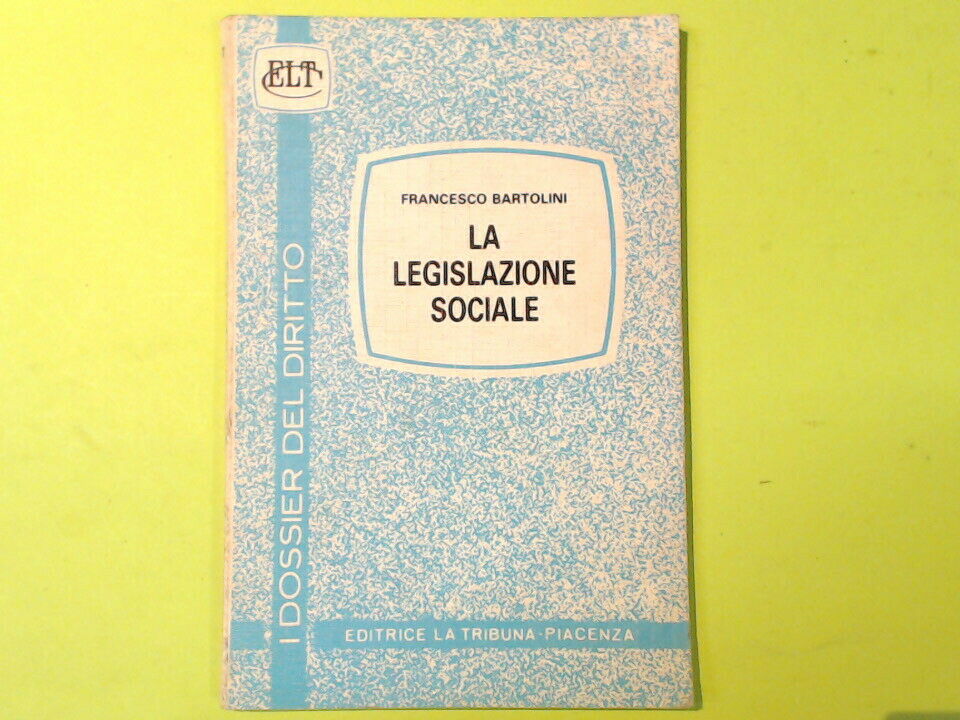 ELT
FRANCESCO BARTOLINI
LA
LEGISLAZIONE
SOCIALE
I DOSSIER DEL DIRITTO
EDITRICE LA TRIBUNA - PIACENZA